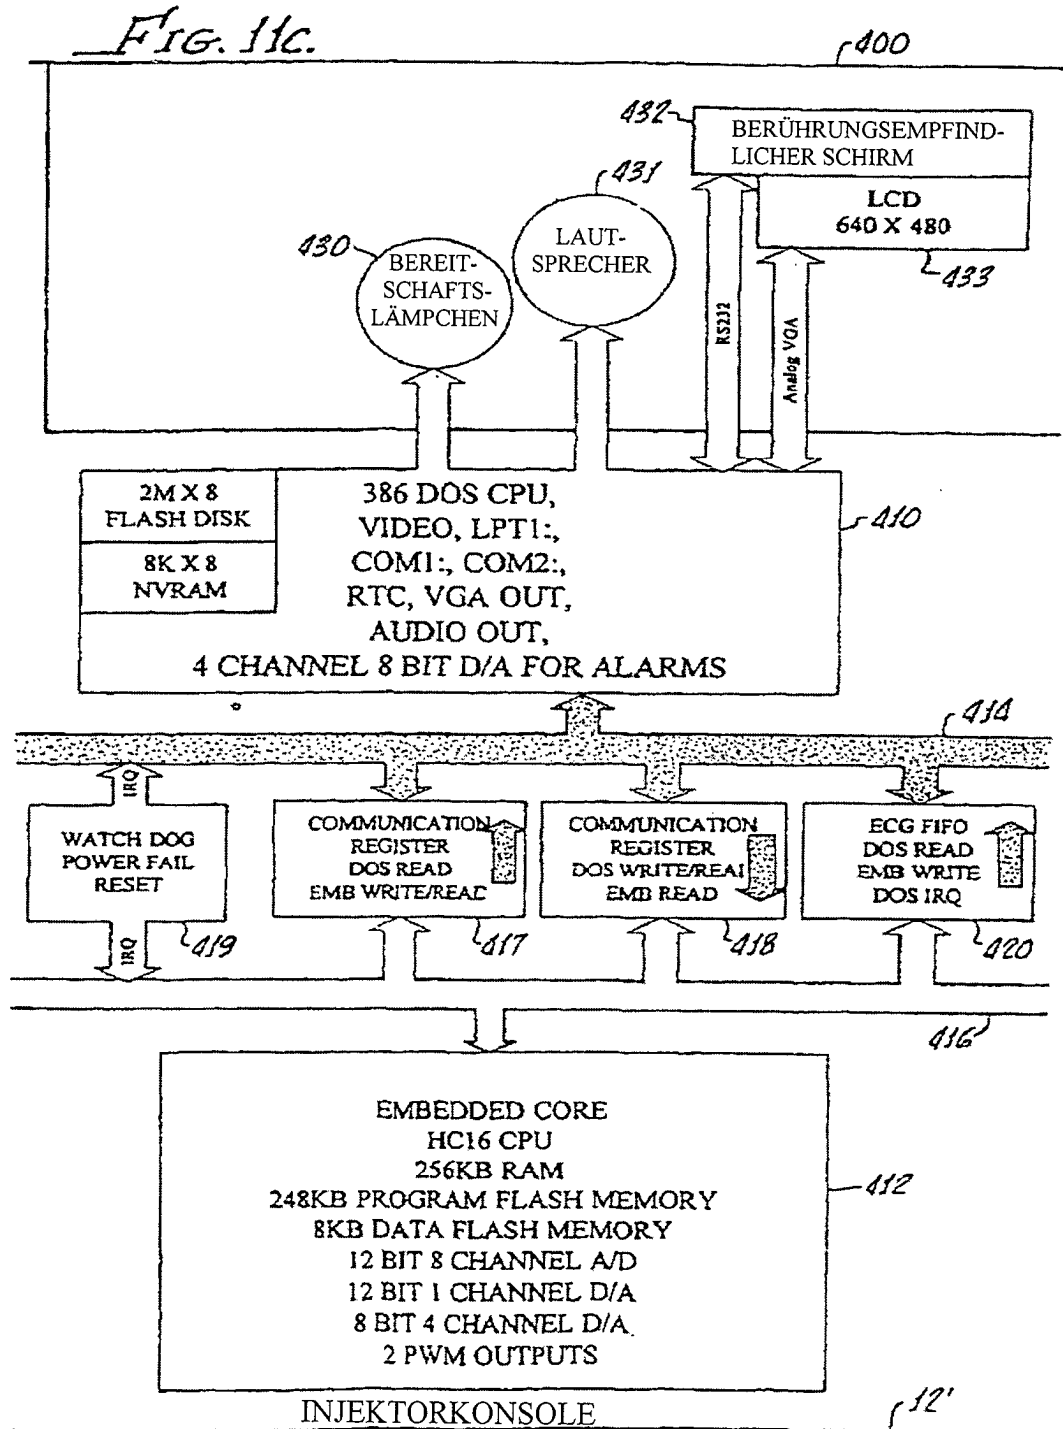 FIG. 11C.
400
432
BERÜHRUNGSEMPFIND-
LICHER SCHIRM
LCD
640 X 480
433
431
LAUT-
SPRECHER
430
BEREIT-
SCHAFTS-
LÄMPCHEN
RS232
Analog VGA
2M X 8
FLASH DISK
8K X 8
NVRAM
386 DOS CPU,
VIDEO, LPT1:,
COM1:, COM2:,
RTC, VGA OUT,
AUDIO OUT,
4 CHANNEL 8 BIT D/A FOR ALARMS
410
414
IRQ
WATCH DOG
POWER FAIL
RESET
419
IRQ
COMMUNICATION
REGISTER
DOS READ
EMB WRITE/READ
417
COMMUNICATION
REGISTER
DOS WRITE/REAI
EMB READ
418
ECG FIFO
DOS READ
EMB WRITE
DOS IRQ
420
416
EMBEDDED CORE
HC16 CPU
256KB RAM
248KB PROGRAM FLASH MEMORY
8KB DATA FLASH MEMORY
12 BIT 8 CHANNEL A/D
12 BIT 1 CHANNEL D/A
8 BIT 4 CHANNEL D/A.
2 PWM OUTPUTS
412
INJEKTORKONSOLE
12'